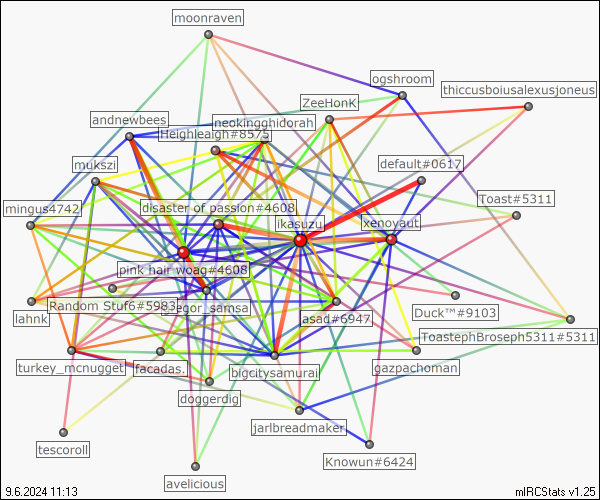 moonraven
ogshroom
thiccusboiusalexusjoneus
ZeeHonK
andnewbees
neokingghidorah
Heighleigh#8575
mukszi
default#0617
Toast#5311
mingus4742
disaster of passion#4608
ikasuzu
xenoyaut
pink hair woag#4608
Random Stuf6#5983
gregor_samsa
lahnk
asad#6947
Duck™#9103
ToastephBroseph5311#5311
turkey_mcnugget
facadas.
bigcitysamurai
gazpachoman
doggerdig
jarlbreadmaker
tescoroll
Knowun#6424
avelicious
9.6.2024 11:13
mIRCStats v1.25